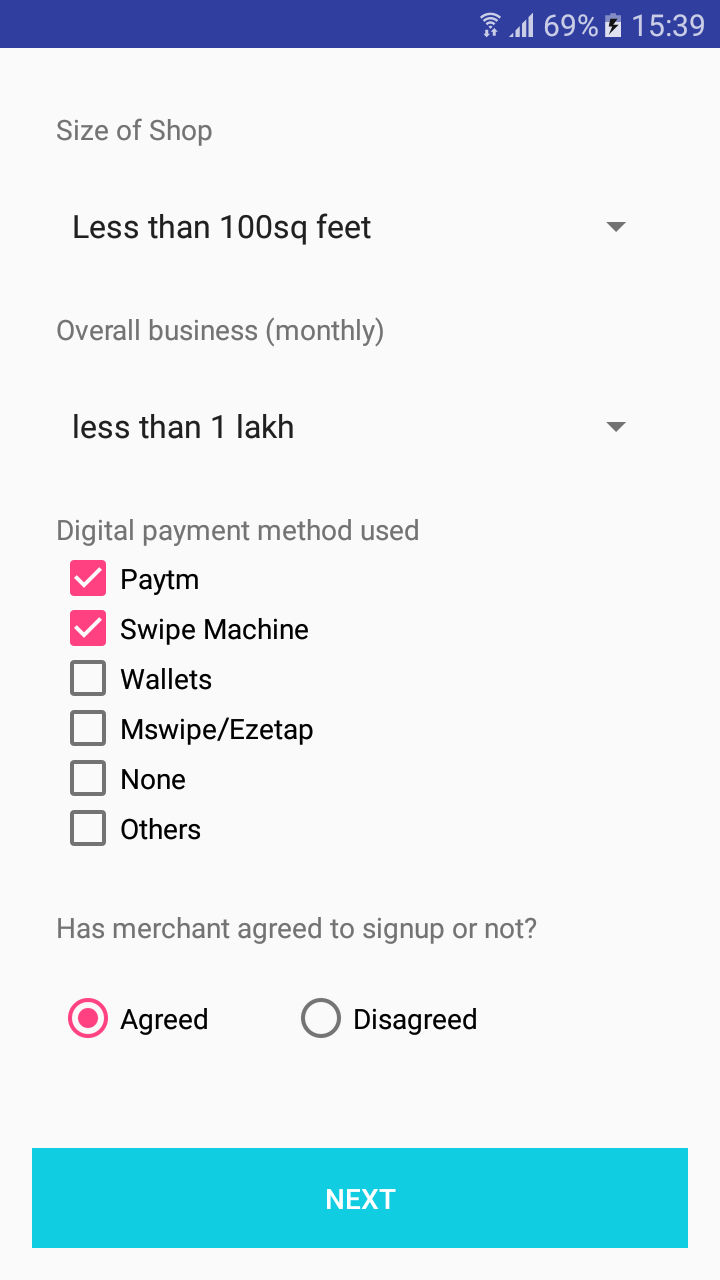 69% 15:39
Size of Shop
Less than 100sq feet
Overall business (monthly)
less than 1 lakh
Digital payment method used
Paytm
Swipe Machine
Wallets
Mswipe/Ezetap
None
Others
Has merchant agreed to signup or not?
Agreed Disagreed
NEXT